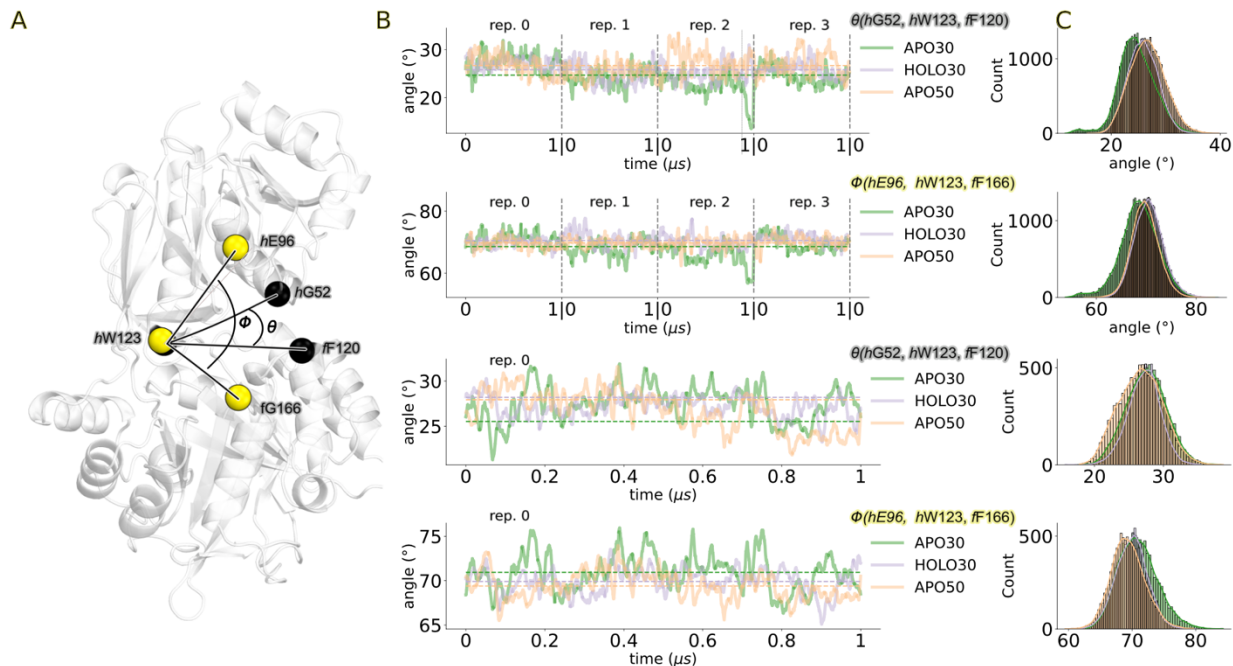 A
hE96
hG52
Φ
θ
hW123
fF120
fG166
B
rep. 0
rep. 1
rep. 2
rep. 3
θ(hG52, hW123, fF120)
angle (°)
30
20
APO30
HOLO30
APO50
0
1|0
1|0
1|0
1|0
time (μs)
Φ(hE96, hW123, fF166)
rep. 0
rep. 1
rep. 2
rep. 3
angle (°)
80
60
APO30
HOLO30
APO50
0
1|0
1|0
1|0
1|0
time (μs)
θ(hG52, hW123, fF120)
rep. 0
angle (°)
30
25
APO30
HOLO30
APO50
0
0.2
0.4
0.6
0.8
1
time (μs)
Φ(hE96, hW123, fF166)
rep. 0
angle (°)
75
70
65
APO30
HOLO30
APO50
0
0.2
0.4
0.6
0.8
1
time (μs)
C
Count
1000
0
20
40
angle (°)
Count
1000
0
60
80
angle (°)
Count
500
0
20
30
angle (°)
Count
500
0
60
70
80
angle (°)